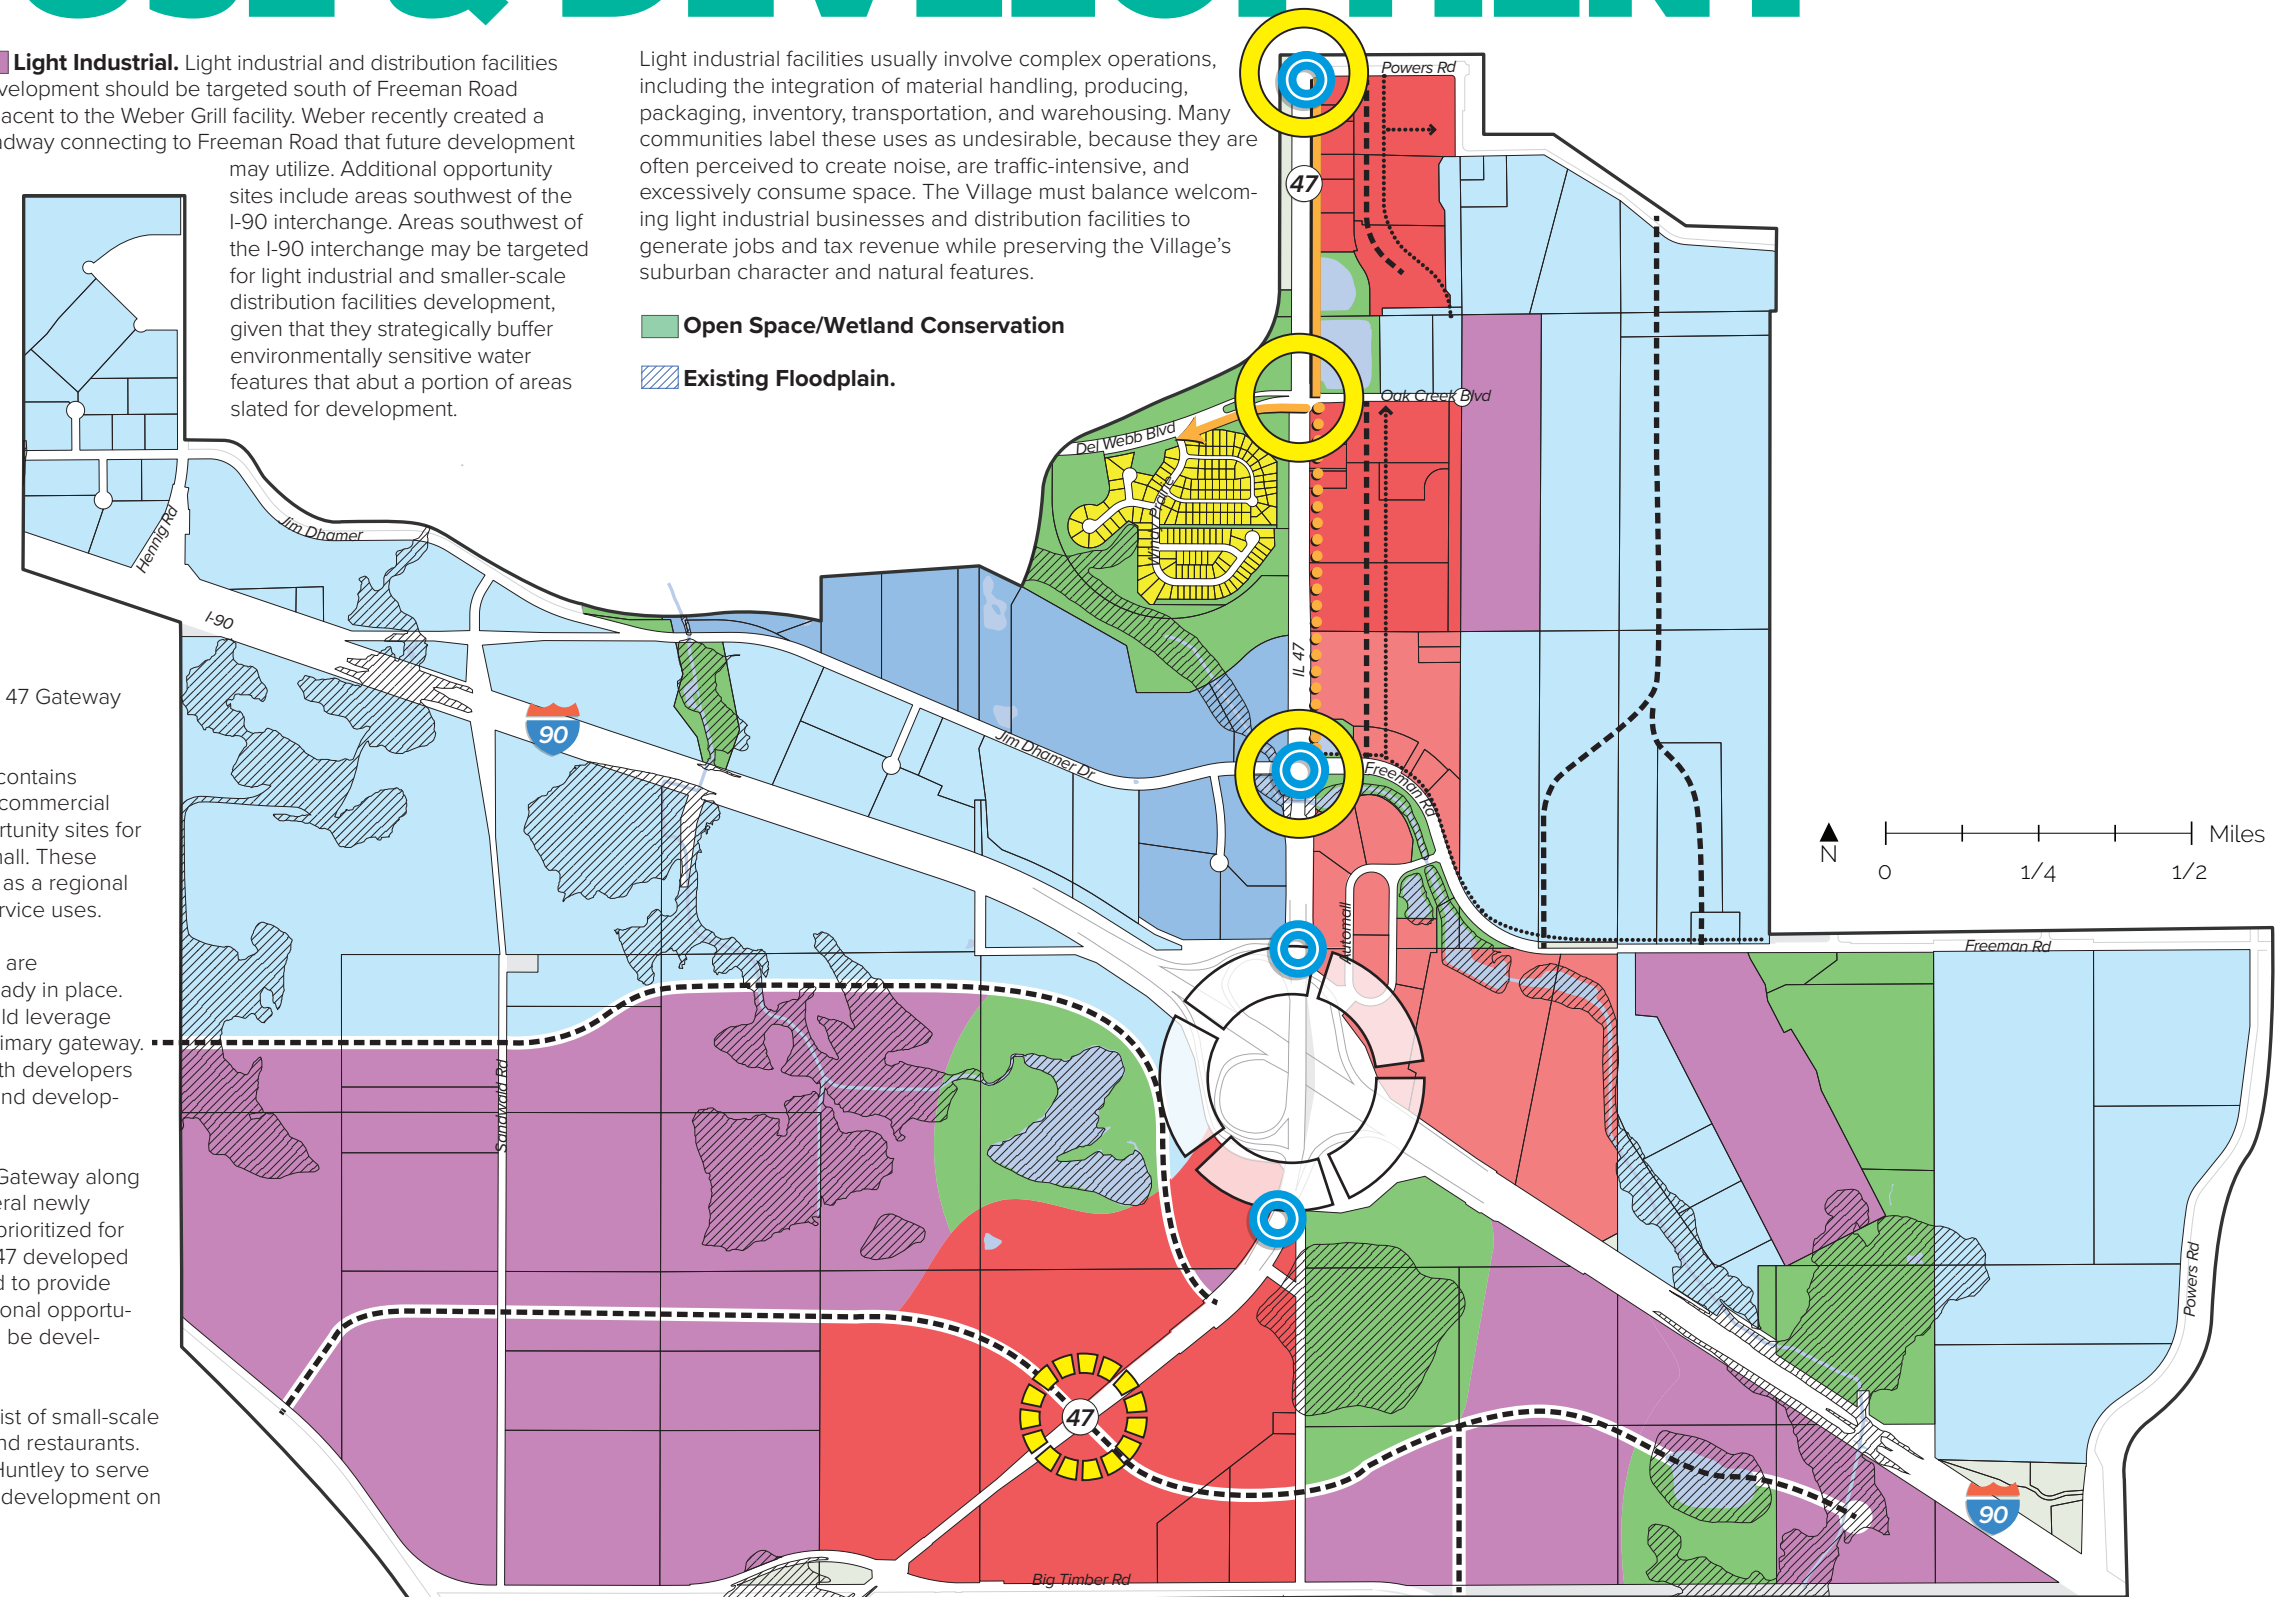 USE & DEVELOPMENT
Light Industrial. Light industrial and distribution facilities
velopment should be targeted south of Freeman Road
acent to the Weber Grill facility. Weber recently created a
adway connecting to Freeman Road that future development
may utilize. Additional opportunity
sites include areas southwest of the
I-90 interchange. Areas southwest of
the I-90 interchange may be targeted
for light industrial and smaller-scale
distribution facilities development,
given that they strategically buffer
environmentally sensitive water
features that abut a portion of areas
slated for development.
Light industrial facilities usually involve complex operations,
including the integration of material handling, producing,
packaging, inventory, transportation, and warehousing. Many
communities label these uses as undesirable, because they are
often perceived to create noise, are traffic-intensive, and
excessively consume space. The Village must balance welcom-
ing light industrial businesses and distribution facilities to
generate jobs and tax revenue while preserving the Village's
suburban character and natural features.
Open Space/Wetland Conservation
Existing Floodplain.
47 Gateway
contains
commercial
rtunity sites for
all. These
as a regional
rvice uses.
are
ady in place.
ld leverage
imary gateway.
th developers
nd develop-
Gateway along
eral newly
prioritized for
47 developed
d to provide
onal opportu-
be devel-
ist of small-scale
nd restaurants.
Huntley to serve
development on
Powers Rd
47
Oak Creek Blvd
Del Webb Blvd
Windy Prairie
Hennig Rd
Jim Dhamer
I-90
IL 47
90
Jim Dhamer Dr
Freeman Rd
Automall
Freeman Rd
Sandwald Rd
Powers Rd
47
90
Big Timber Rd
N
Miles
0
1/4
1/2